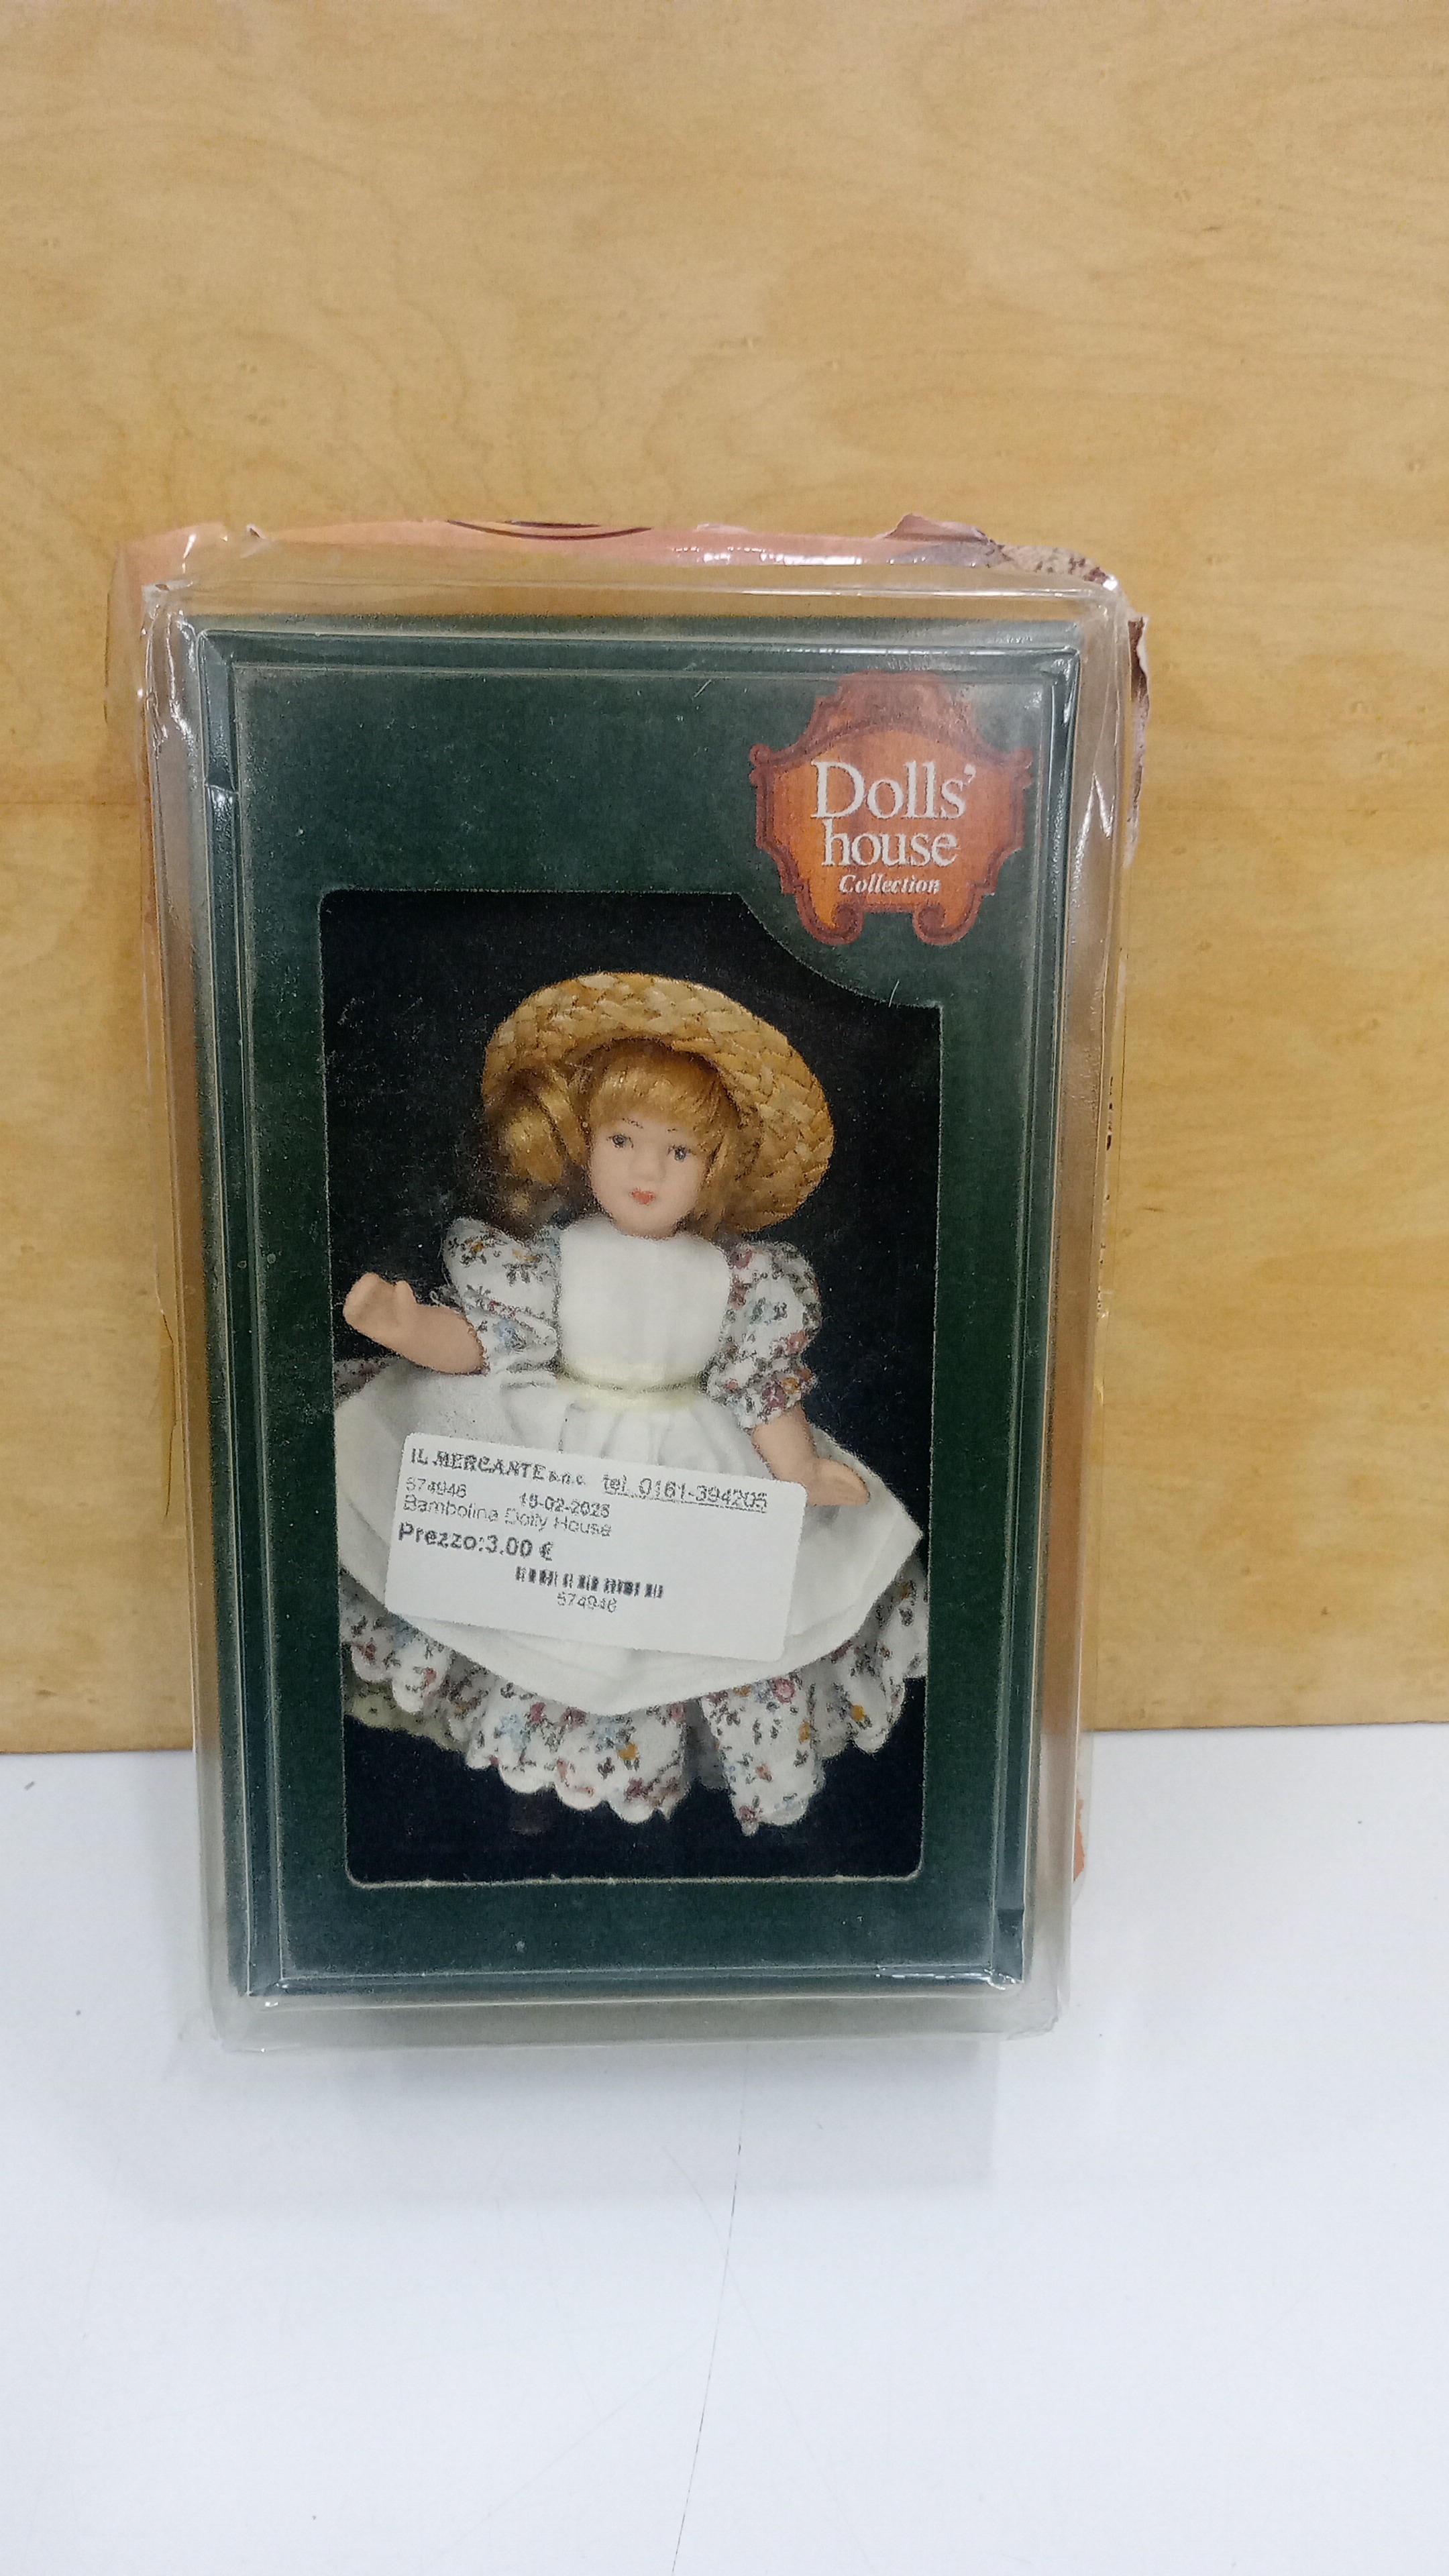 Dolls'
house
Collection
IL MERCANTE s.n.c. tel. 0161-394205
574946 15-02-2025
Bambolina Dolly House
Prezzo:3.00 €
574946